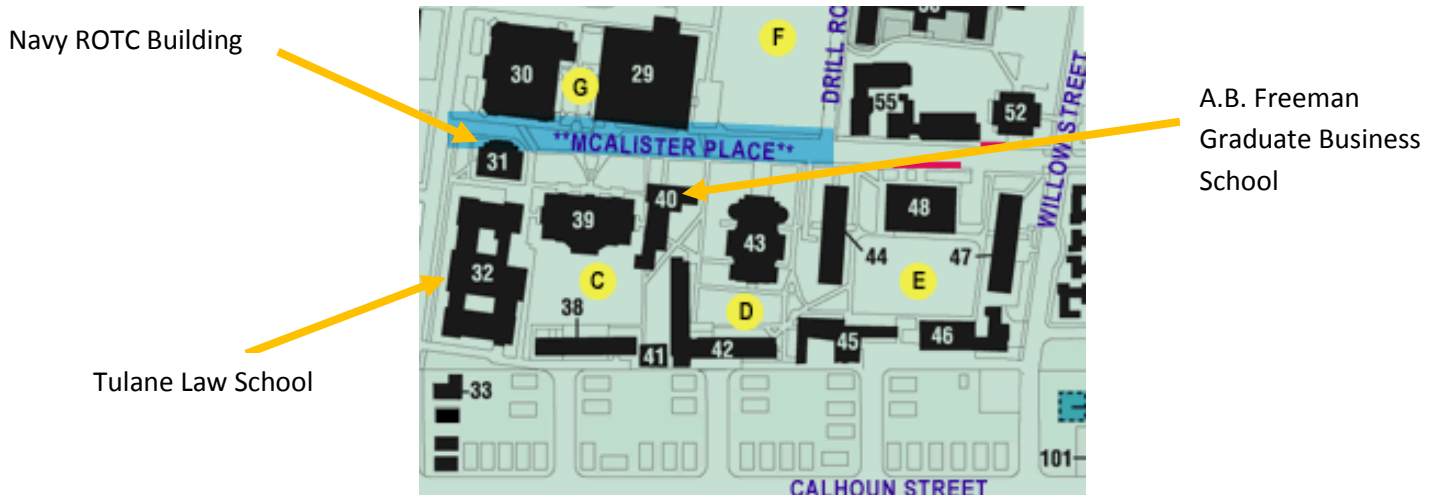 Navy ROTC Building
A.B. Freeman
Graduate Business
School
Tulane Law School
F
DRILL RO
30
29
G
55
52
WILLOW STREET
**MCALISTER PLACE**
31
40
39
48
43
44
47
32
C
E
D
38
41
42
45
46
33
101
CALHOUN STREET